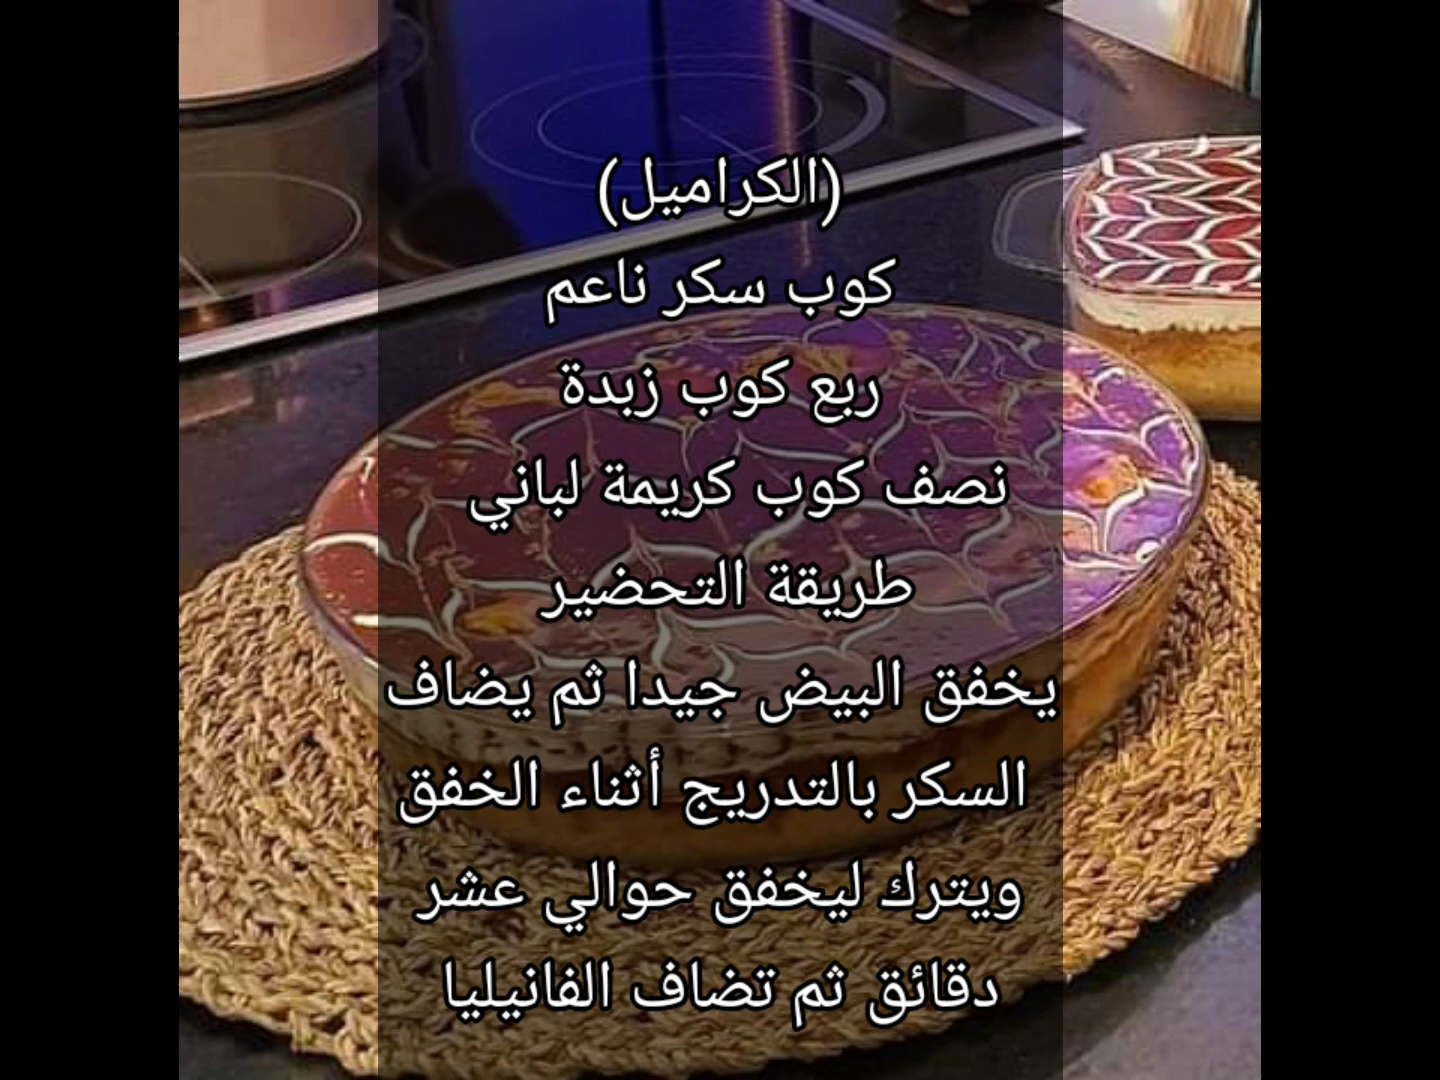 (الكراميل)
كوب سكر ناعم
ربع كوب زبدة
نصف كوب كريمة لباني
طريقة التحضير
يخفق البيض جيدا ثم يضاف
السكر بالتدريج أثناء الخفق
ويترك ليخفق حوالي عشر
دقائق ثم تضاف الفانيليا